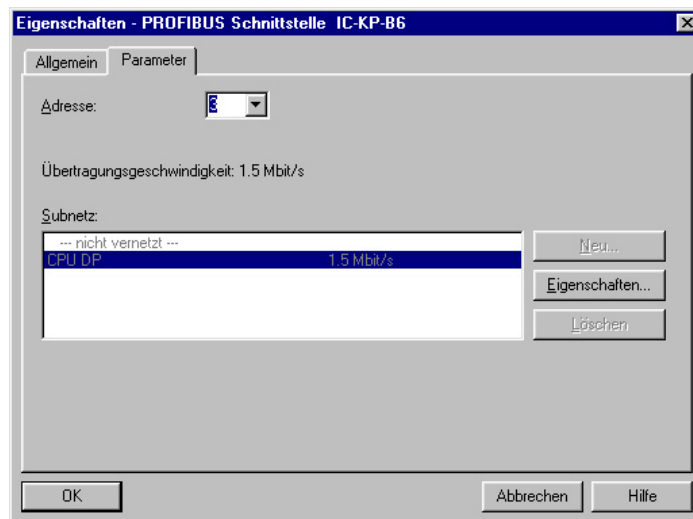 Eigenschaften - PROFIBUS Schnittstelle IC-KP-B6
Allgemein
Parameter
Adresse:
3
Übertragungsgeschwindigkeit: 1.5 Mbit/s
Subnetz:
--- nicht vernetzt ---
CPU DP 1.5 Mbit/s
Neu...
Eigenschaften...
Löschen
OK
Abbrechen
Hilfe